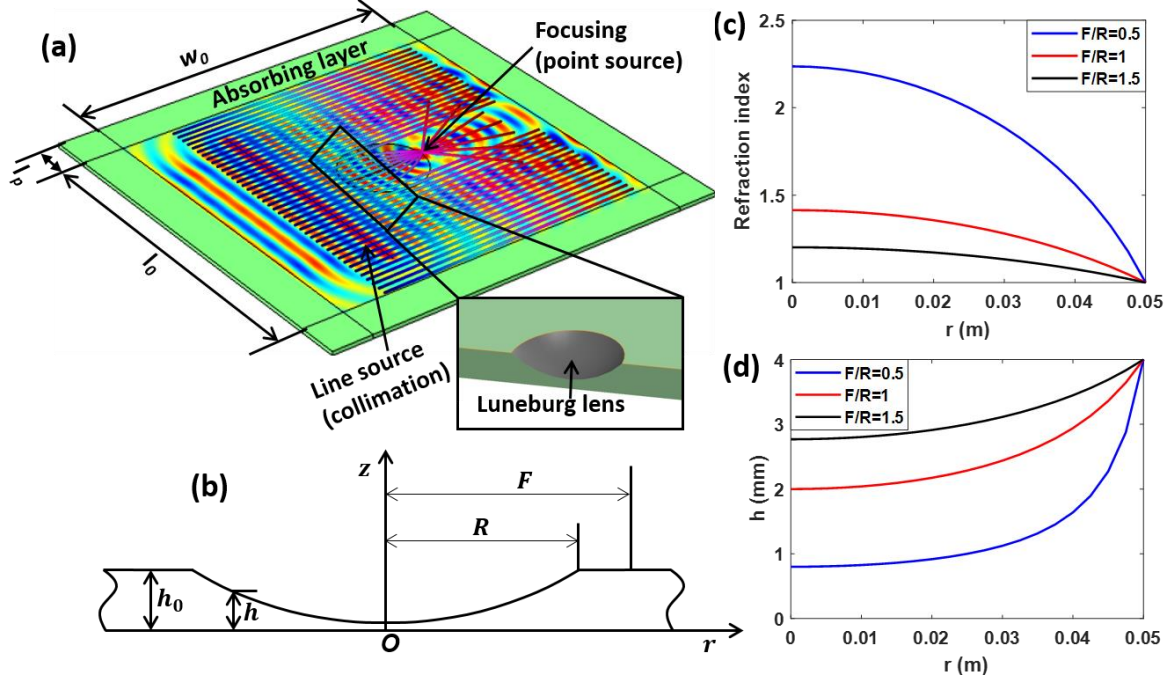 (a)
w₀
Absorbing layer
Focusing
(point source)
lₚ
l₀
Line source
(collimation)
Luneburg lens
(b)
z
F
R
h₀
h
O
r
(c)
2.5
2
1.5
1
Refraction index
F/R=0.5
F/R=1
F/R=1.5
0 0.01 0.02 0.03 0.04 0.05
r (m)
(d)
4
3
2
1
0
h (mm)
F/R=0.5
F/R=1
F/R=1.5
0 0.01 0.02 0.03 0.04 0.05
r (m)